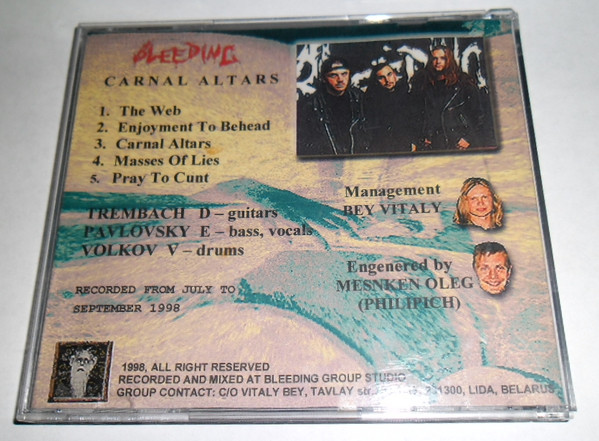 BLEEDING
CARNAL ALTARS
1. The Web
2. Enjoyment To Behead
3. Carnal Altars
4. Masses Of Lies
5. Pray To Cunt
TREMBACH D – guitars
PAVLOVSKY E – bass, vocals
VOLKOV V – drums
RECORDED FROM JULY TO
SEPTEMBER 1998
Management
BEY VITALY
Engenered by
MESNKEN OLEG
(PHILIPICH)
1998, ALL RIGHT RESERVED
RECORDED AND MIXED AT BLEEDING GROUP STUDIO
GROUP CONTACT: C/O VITALY BEY, TAVLAY str. LIDA, BELARUS